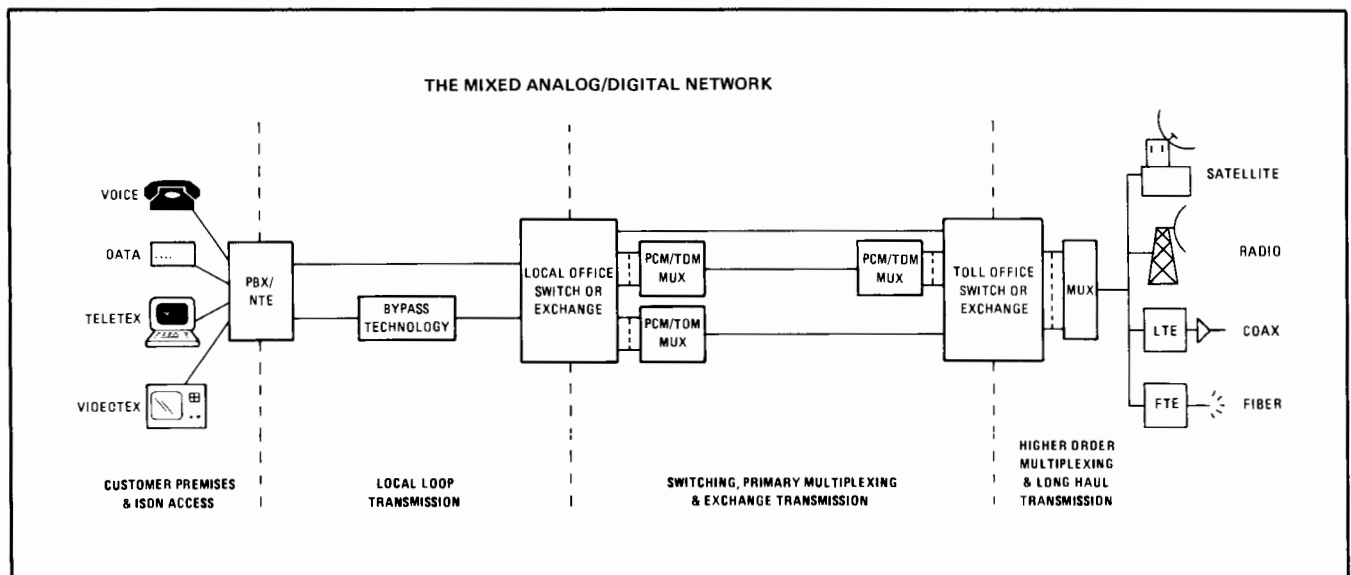 THE MIXED ANALOG/DIGITAL NETWORK
VOICE
DATA
TELETEX
VIDEOTEX
PBX/
NTE
BYPASS
TECHNOLOGY
LOCAL OFFICE
SWITCH OR
EXCHANGE
PCM/TDM
MUX
PCM/TDM
MUX
PCM/TDM
MUX
TOLL OFFICE
SWITCH OR
EXCHANGE
MUX
SATELLITE
RADIO
LTE
COAX
FTE
FIBER
CUSTOMER PREMISES
& ISDN ACCESS
LOCAL LOOP
TRANSMISSION
SWITCHING, PRIMARY MULTIPLEXING
& EXCHANGE TRANSMISSION
HIGHER ORDER
MULTIPLEXING
& LONG HAUL
TRANSMISSION